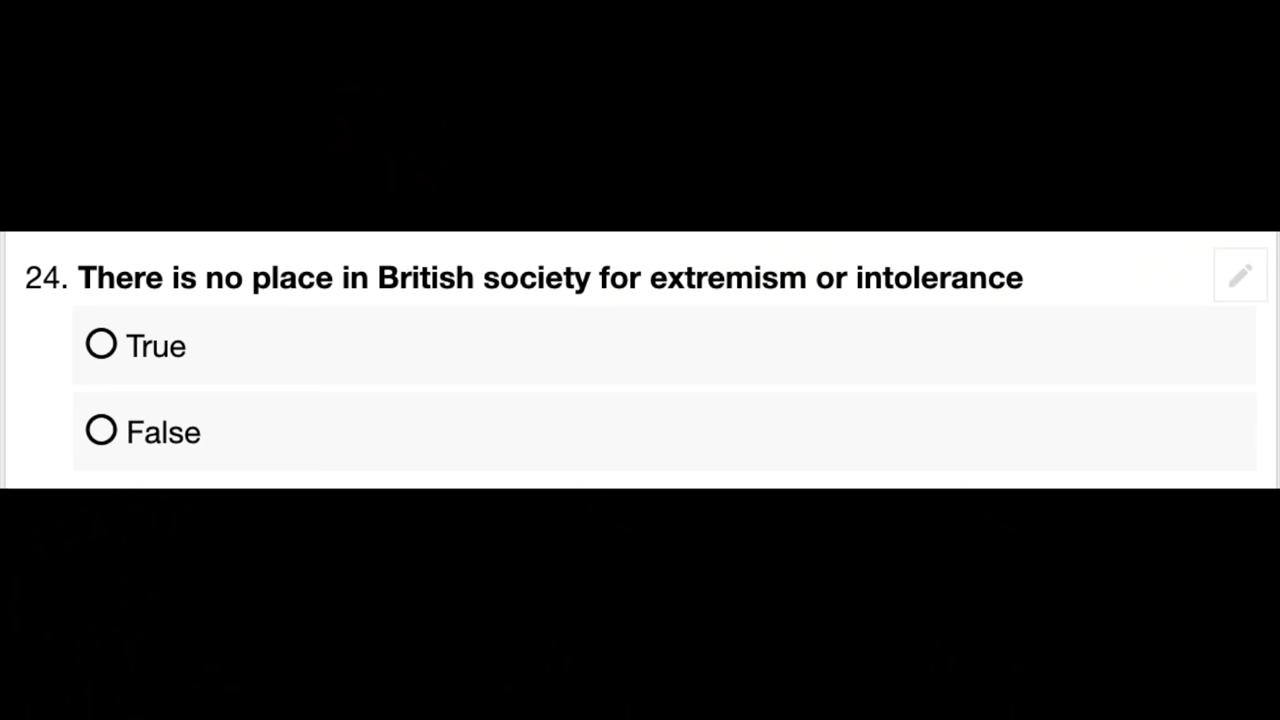 24. There is no place in British society for extremism or intolerance
True
False